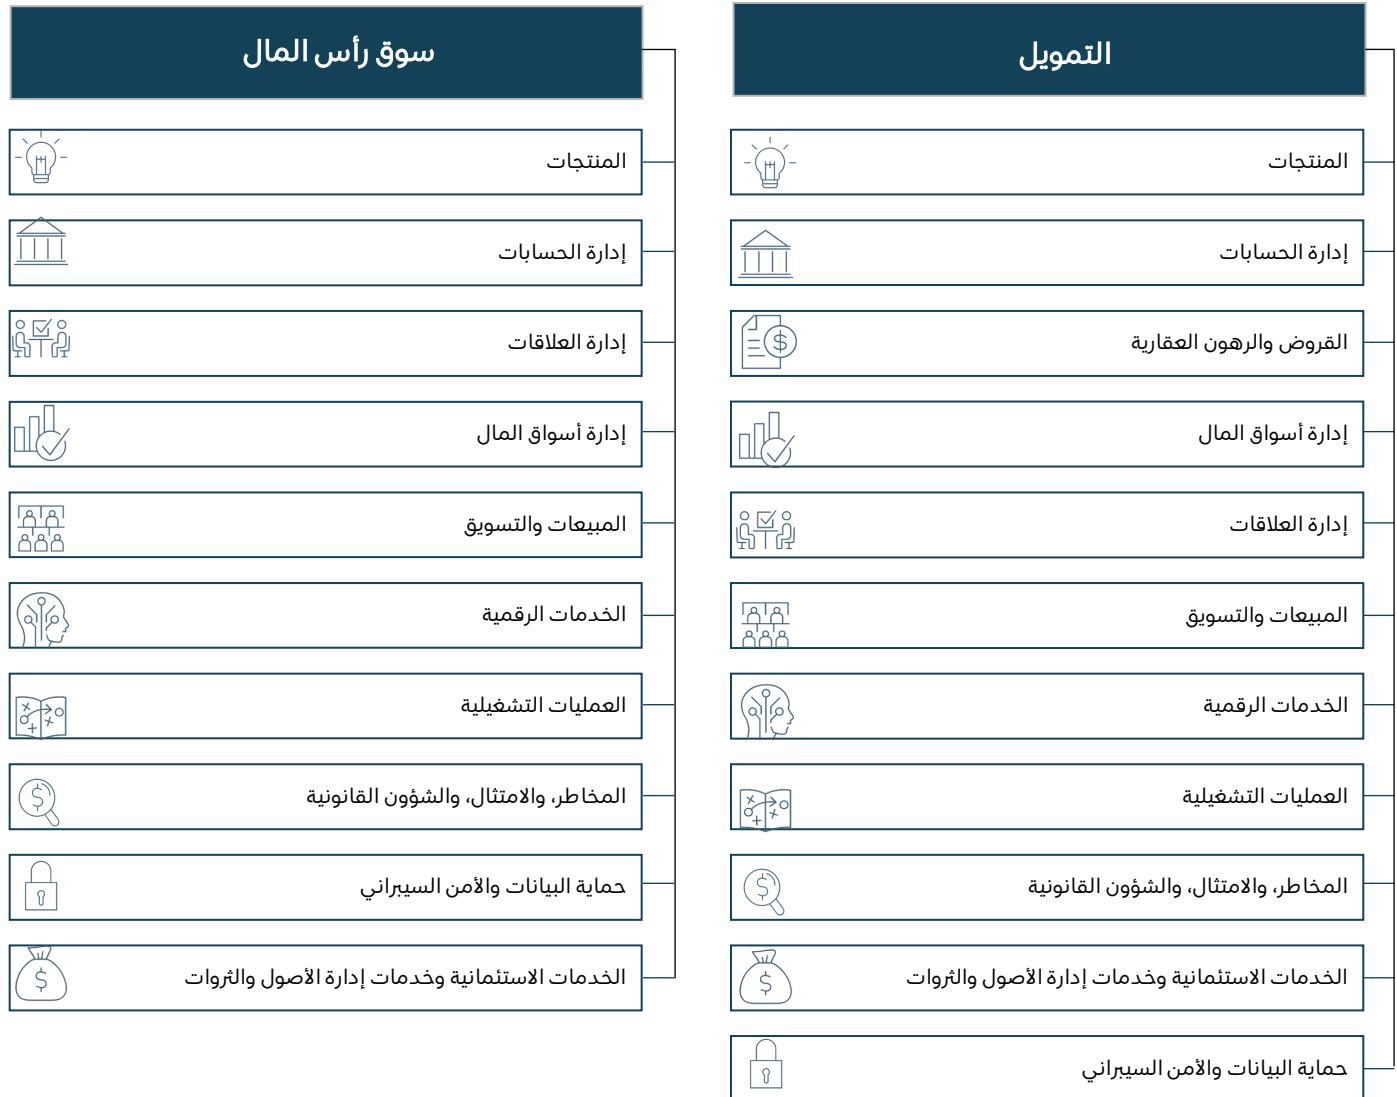 التمويل
المنتجات
إدارة الحسابات
القروض والرهون العقارية
إدارة أسواق المال
إدارة العلاقات
المبيعات والتسويق
الخدمات الرقمية
العمليات التشغيلية
المخاطر، والامتثال، والشؤون القانونية
الخدمات الاستئمانية وخدمات إدارة الأصول والثروات
حماية البيانات والأمن السيبراني
سوق رأس المال
المنتجات
إدارة الحسابات
إدارة العلاقات
إدارة أسواق المال
المبيعات والتسويق
الخدمات الرقمية
العمليات التشغيلية
المخاطر، والامتثال، والشؤون القانونية
حماية البيانات والأمن السيبراني
الخدمات الاستئمانية وخدمات إدارة الأصول والثروات